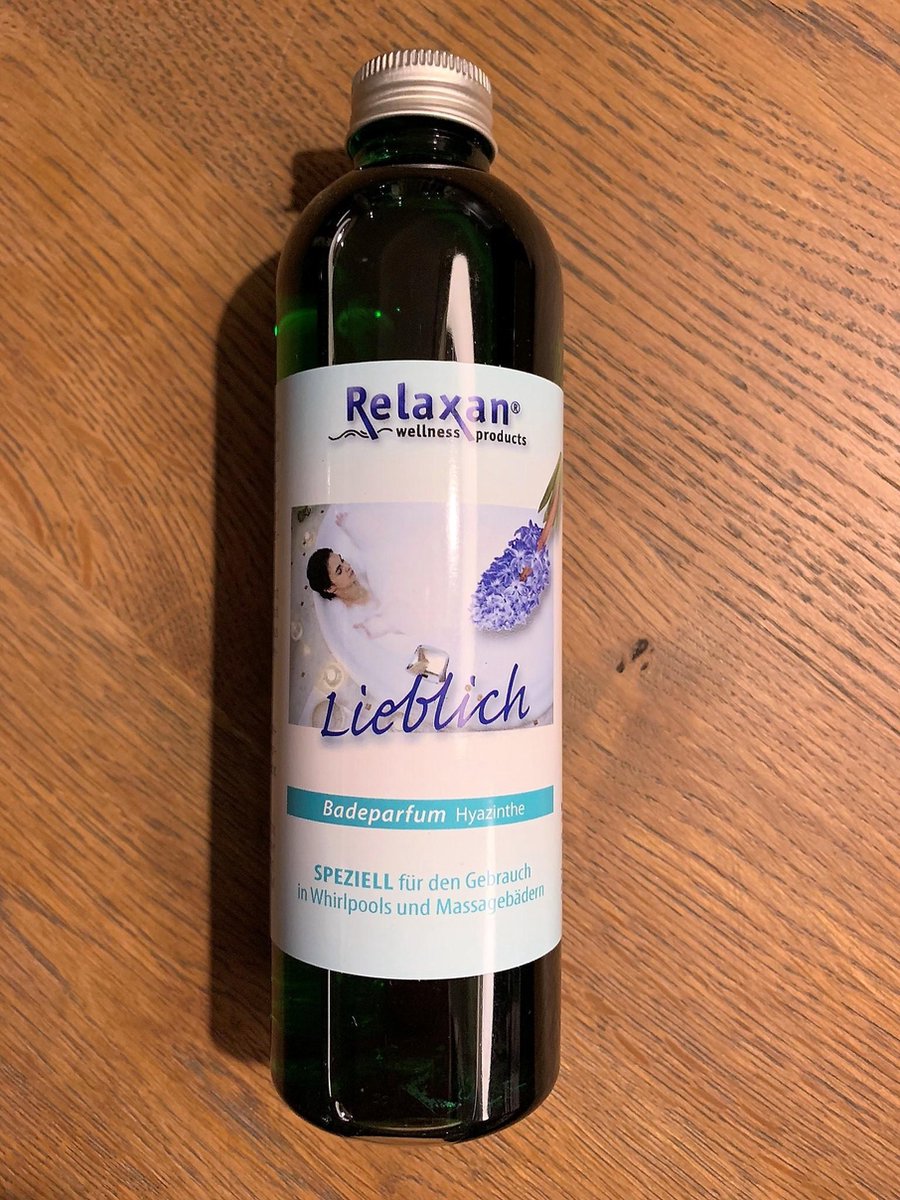 Relaxan®
wellness products
Lieblich
Badeparfum Hyazinthe
SPEZIELL für den Gebrauch
in Whirlpools und Massagebädern